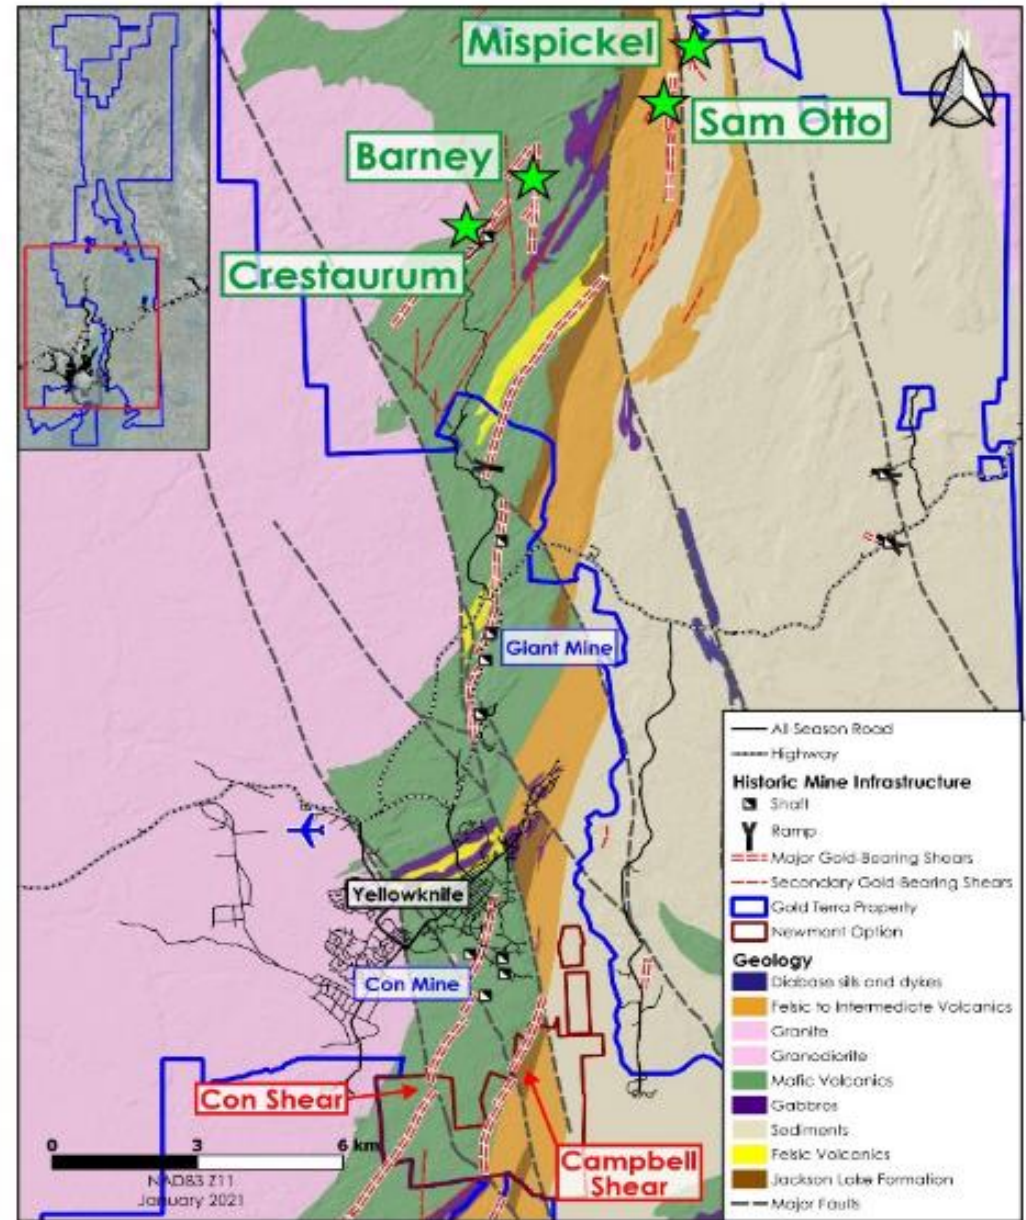 Mispickel
N
Sam Otto
Barney
Crestaurum
Giant Mine
Yellowknife
Con Mine
Con Shear
Campbell
Shear
0 3 6 km
NAD83 Z11
January 2021
All Season Road
Highway
Historic Mine Infrastructure
Shaft
Ramp
Major Gold-Bearing Shears
Secondary Gold-Bearing Shears
Gold Terra Property
Newmont Option
Geology
Diabase sills and dykes
Felsic to Intermediate Volcanics
Granite
Granodiorite
Mafic Volcanics
Gabbros
Sediments
Felsic Volcanics
Jackson Lake Formation
Major Faults